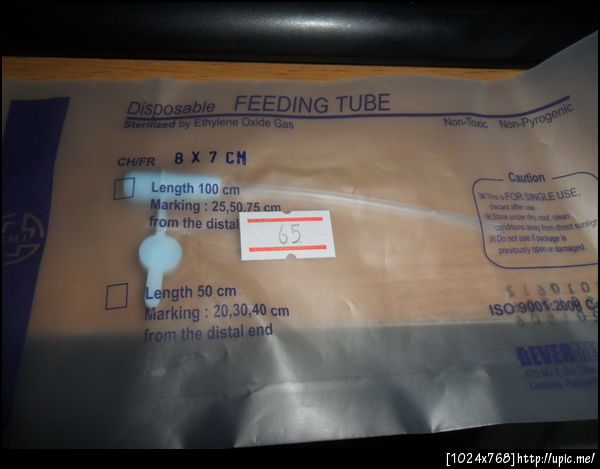 Disposable FEEDING TUBE
Sterilized by Ethylene Oxide Gas
Non-Toxic Non-Pyrogenic
CH/FR 8 X 7 CM
Length 100 cm
Marking : 25,50,75 cm
from the distal
65
Length 50 cm
Marking : 20,30,40 cm
from the distal end
Caution
This is FOR SINGLE USE,
discard after use.
Store under dry, cool, clean
conditions away from direct sunlight
Do not use if package is
previously open or damaged.
ISO 9001:2008
BEVER
[1024x768]http://upic.me/